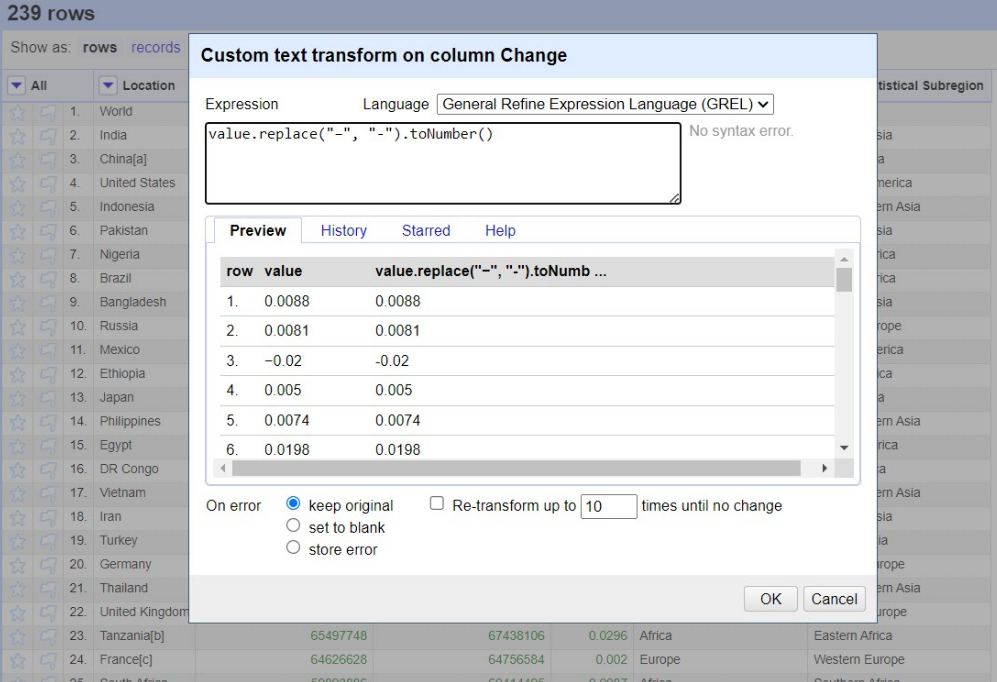 239 rows
Show as: rows records
All Location tistical Subregion
Custom text transform on column Change
Expression Language General Refine Expression Language (GREL)
value.replace("−", "-").toNumber()
No syntax error.
Preview History Starred Help
row value value.replace("−", "-").toNumb ...
1. 0.0088 0.0088
2. 0.0081 0.0081
3. −0.02 -0.02
4. 0.005 0.005
5. 0.0074 0.0074
6. 0.0198 0.0198
On error keep original Re-transform up to 10 times until no change
set to blank
store error
OK Cancel
1. World
2. India sia
3. China[a] a
4. United States merica
5. Indonesia ern Asia
6. Pakistan sia
7. Nigeria rica
8. Brazil rica
9. Bangladesh sia
10. Russia rope
11. Mexico erica
12. Ethiopia ica
13. Japan a
14. Philippines ern Asia
15. Egypt rica
16. DR Congo ca
17. Vietnam ern Asia
18. Iran sia
19. Turkey ia
20. Germany urope
21. Thailand ern Asia
22. United Kingdom urope
23. Tanzania[b] 65497748 67438106 0.0296 Africa Eastern Africa
24. France[c] 64626628 64756584 0.002 Europe Western Europe